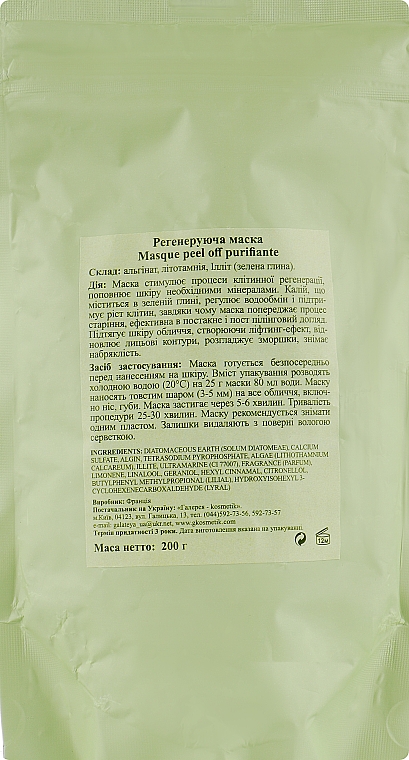 Регенеруюча маска
Masque peel off purifiante
Склад: альгінат, літотамнія, Ілліт (зелена глина).
Дія: Маска стимулює процеси клітинної регенерації,
поповнює шкіру необхідними мінералами. Калій, що
міститься в зеленій глині, регулює водообмін і підтри-
мує ріст клітин, завдяки чому маска попереджає процес
старіння, ефективна в постакне і пост пілінговий догляд.
Підтягує шкіру обличчя, створюючи ліфтинг-ефект, від-
новлює лицьові контури, розгладжує зморшки, знімає
набряклість.
Засіб застосування: Маска готується безпосередньо
перед нанесенням на шкіру. Вміст упакування розводять
холодною водою (20°С) на 25 г маски 80 мл води. Маску
наносять товстим шаром (3-5 мм) на все обличчя, включ-
но ніс, губи. Маска застигає через 5-6 хвилин. Тривалість
процедури 25-30 хвилин. Маску рекомендується знімати
одним пластом. Залишки видаляють з поверні вологою
серветкою.
INGREDIENTS: DIATOMACEOUS EARTH (SOLUM DIATOMEAE), CALCIUM
SULFATE, ALGIN, TETRASODIUM PYROPHOSPHATE, ALGAE (LITHOTHAMNIUM
CALCAREUM), ILLITE, ULTRAMARINE (CI 77007), FRAGRANCE (PARFUM),
LIMONENE, LINALOOL, GERANIOL, HEXYL CINNAMAL, CITRONELLOL,
BUTYLPHENYL METHYLPROPIONAL (LILIAL), HYDROXYISOHEXYL 3-
CYCLOHEXENECARBOXALDEHYDE (LYRAL)
Виробник: Франція
Постачальник на Україну: «Галерея - kosmetik».
м.Київ, 04123, вул. Галицька, 13, тел. (044)592-73-56, 592-73-57
e-mail: galateya_ua@ukr.net, www.gkosmetik.com
Термін придатності 3 роки. Дата виготовлення вказана на упакуванні.
Маса нетто: 200 г
12м